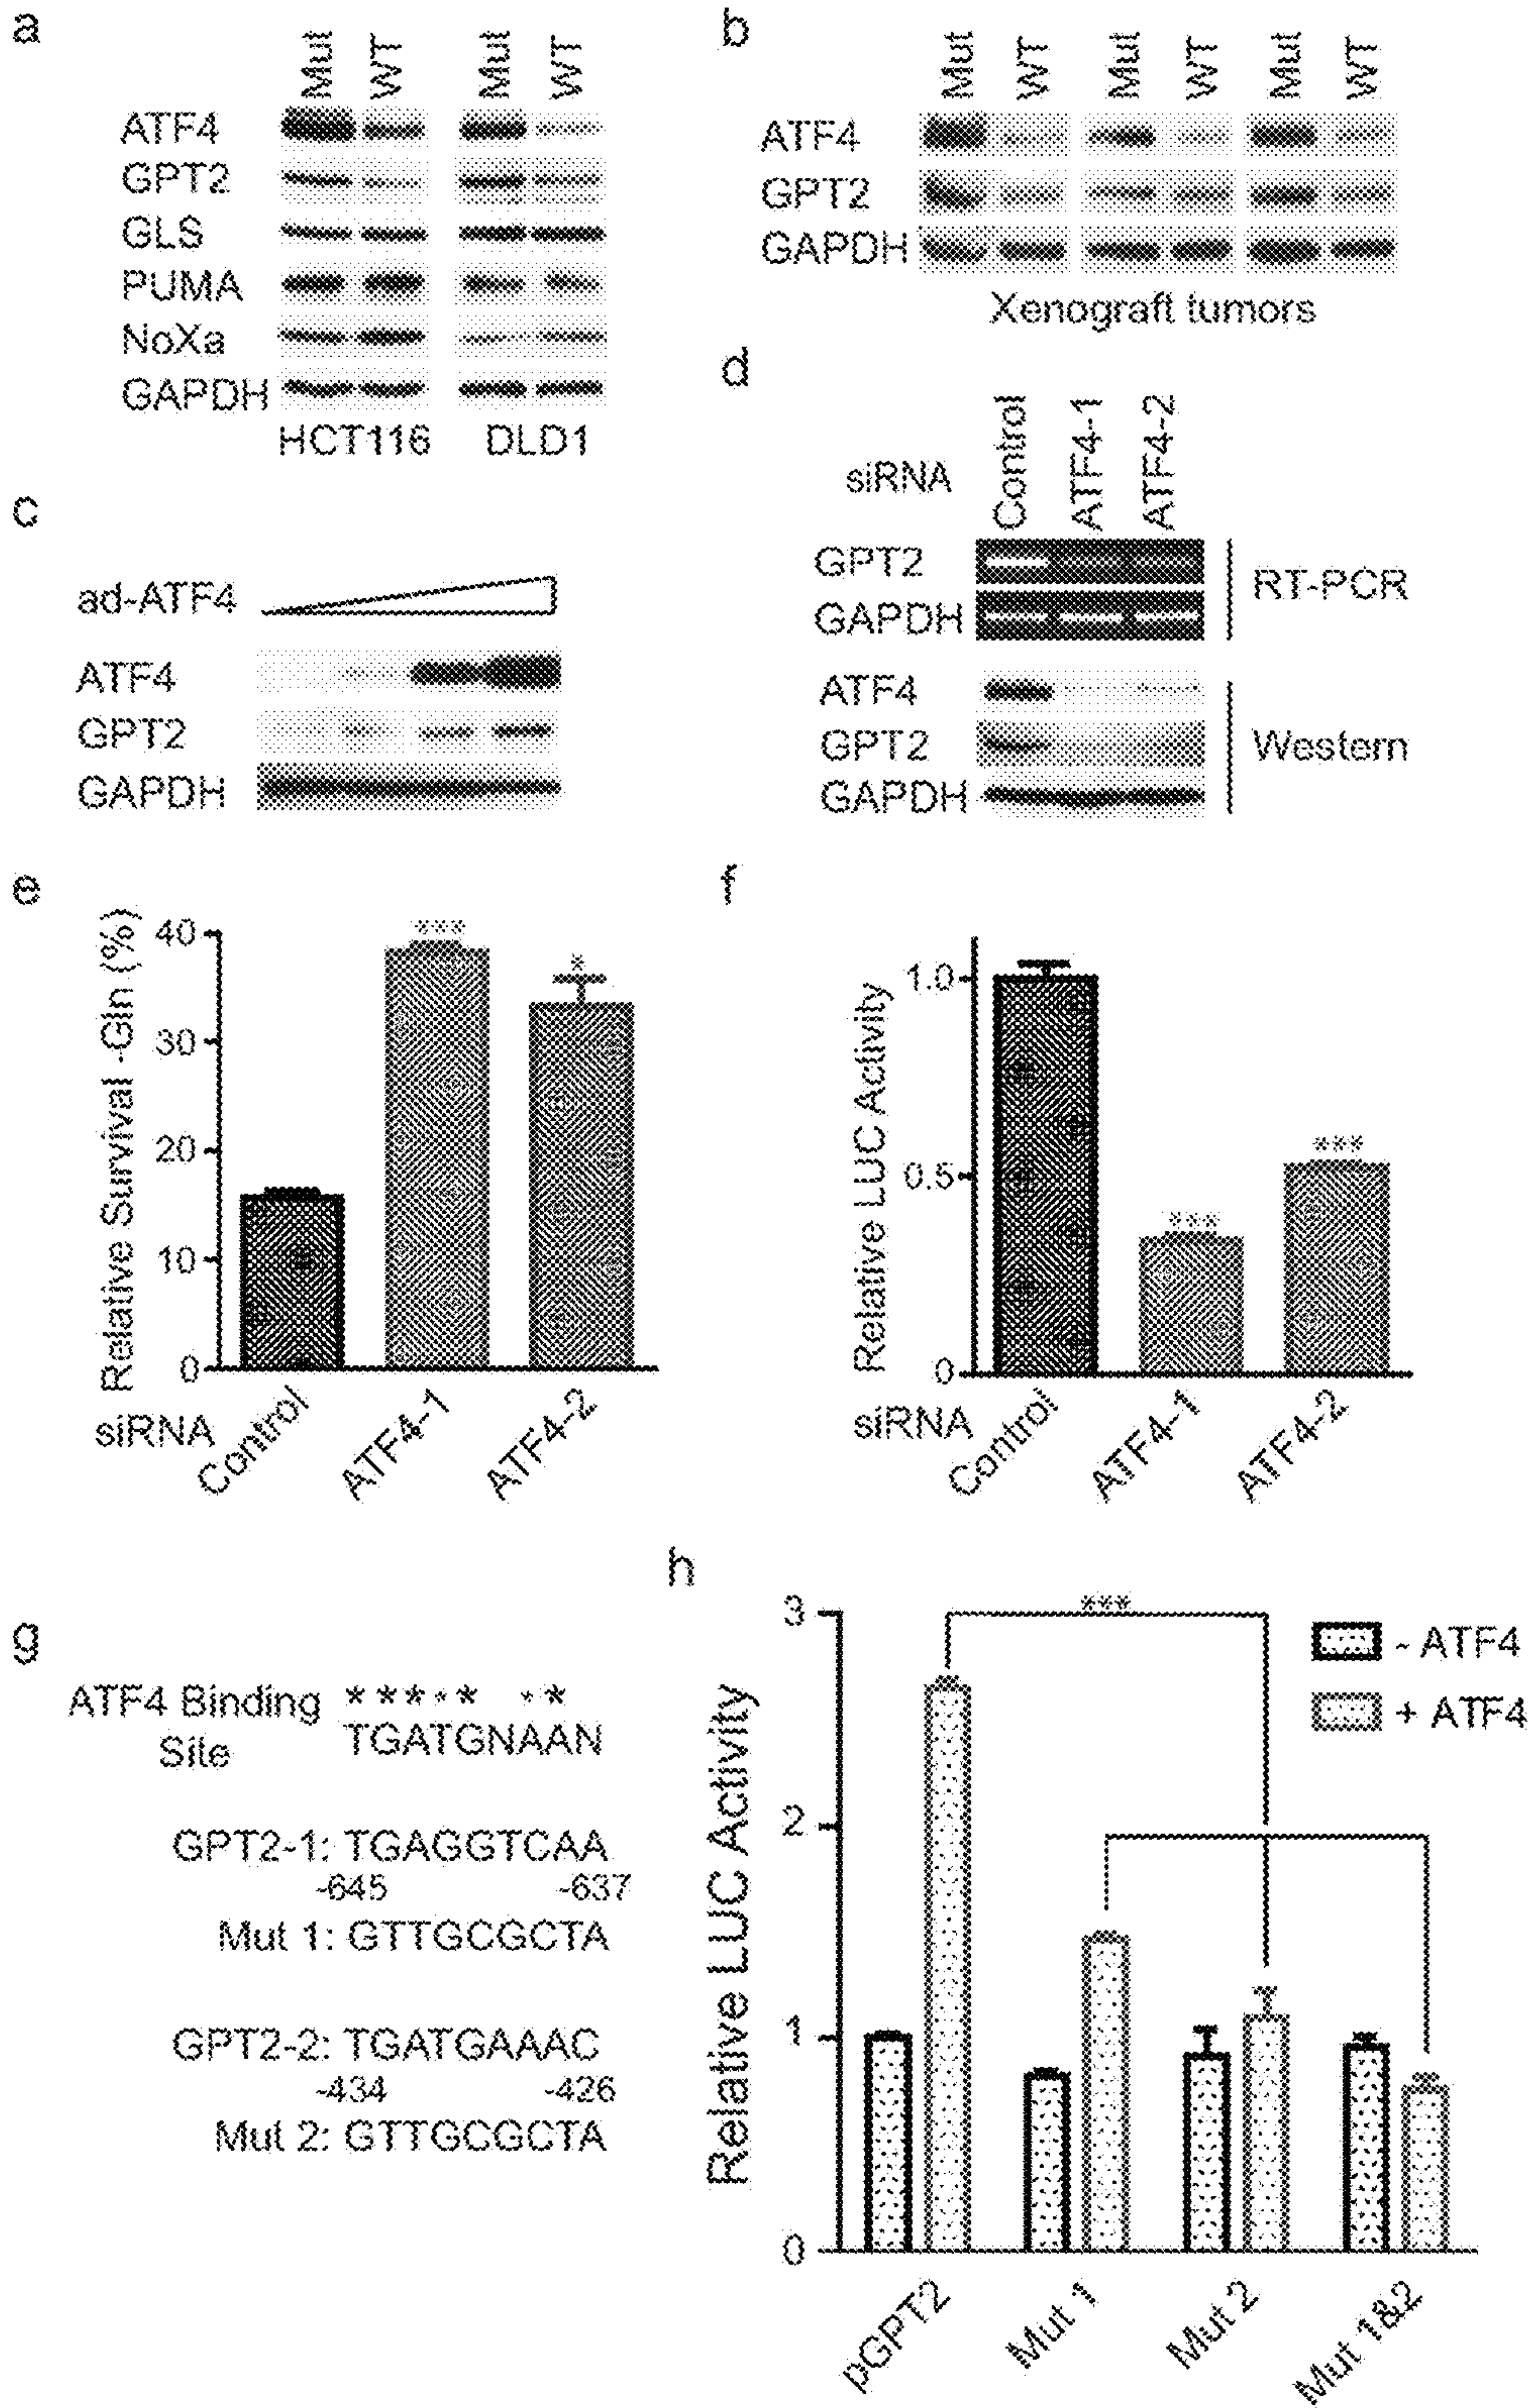 a
Mut WT Mut WT
ATF4
GPT2
GLS
PUMA
NoXa
GAPDH
HCT116 DLD1
b
Mut WT Mut WT Mut WT
ATF4
GPT2
GAPDH
Xenograft tumors
c
ad-ATF4
ATF4
GPT2
GAPDH
d
siRNA Control ATF4-1 ATF4-2
GPT2
GAPDH
RT-PCR
ATF4
GPT2
GAPDH
Western
e
Relative Survival -Gln (%)
40
30
20
10
0
***
*
siRNA Control ATF4-1 ATF4-2
f
Relative LUC Activity
1.0
0.5
0
***
***
siRNA Control ATF4-1 ATF4-2
g
ATF4 Binding Site
* *** * * *
TGATGNAAN
GPT2-1: TGAGGTCAA
-645 -637
Mut 1: GTTGCGCTA
GPT2-2: TGATGAAAC
-434 -426
Mut 2: GTTGCGCTA
h
Relative LUC Activity
3
2
1
0
***
- ATF4
+ ATF4
pGPT2 Mut 1 Mut 2 Mut 1&2